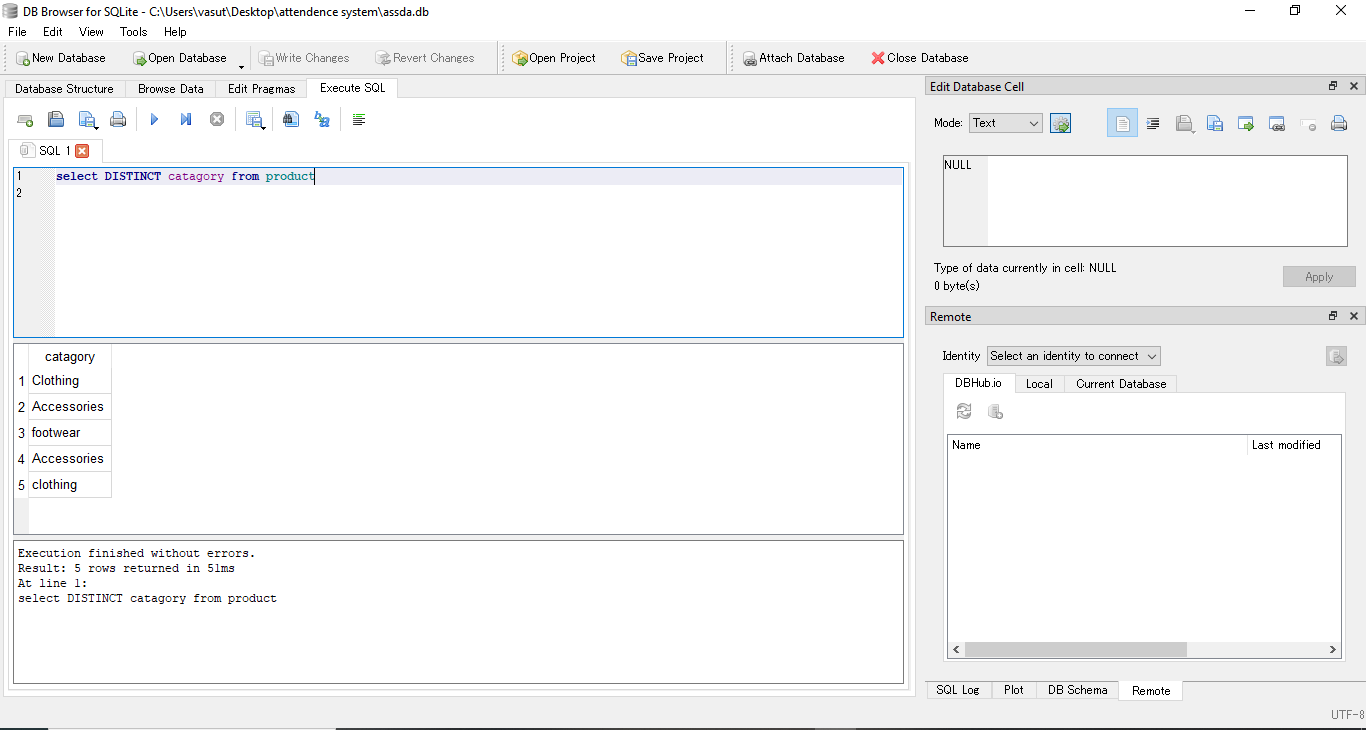 DB Browser for SQLite - C:\Users\vasut\Desktop\attendence system\assda.db
File Edit View Tools Help
New Database Open Database Write Changes Revert Changes Open Project Save Project Attach Database Close Database
Database Structure Browse Data Edit Pragmas Execute SQL
SQL 1
1 select DISTINCT catagory from product
2
catagory
1 Clothing
2 Accessories
3 footwear
4 Accessories
5 clothing
Execution finished without errors.
Result: 5 rows returned in 51ms
At line 1:
select DISTINCT catagory from product
Edit Database Cell
Mode: Text
NULL
Type of data currently in cell: NULL
0 byte(s)
Apply
Remote
Identity Select an identity to connect
DBHub.io Local Current Database
Name Last modified
SQL Log Plot DB Schema Remote
UTF-8